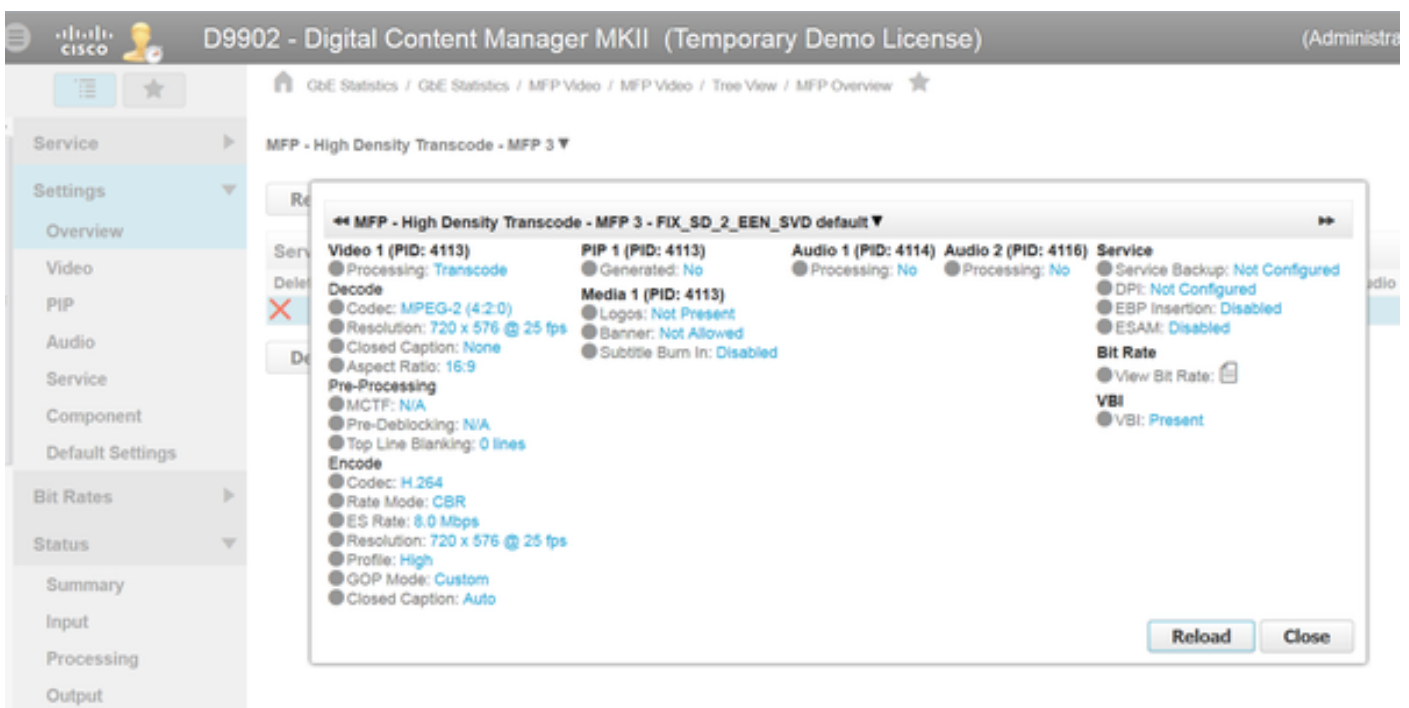 cisco
D9902 - Digital Content Manager MKII (Temporary Demo License)
(Administra
GbE Statistics / GbE Statistics / MFP Video / MFP Video / Tree View / MFP Overview
Service
Settings
Overview
Video
PIP
Audio
Service
Component
Default Settings
Bit Rates
Status
Summary
Input
Processing
Output
MFP - High Density Transcode - MFP 3
Re
Serv
Delet
De
MFP - High Density Transcode - MFP 3 - FIX_SD_2_EEN_SVD default
Video 1 (PID: 4113)
Processing: Transcode
Decode
Codec: MPEG-2 (4:2:0)
Resolution: 720 x 576 @ 25 fps
Closed Caption: None
Aspect Ratio: 16:9
Pre-Processing
MCTF: N/A
Pre-Deblocking: N/A
Top Line Blanking: 0 lines
Encode
Codec: H.264
Rate Mode: CBR
ES Rate: 8.0 Mbps
Resolution: 720 x 576 @ 25 fps
Profile: High
GOP Mode: Custom
Closed Caption: Auto
PIP 1 (PID: 4113)
Generated: No
Media 1 (PID: 4113)
Logos: Not Present
Banner: Not Allowed
Subtitle Burn In: Disabled
Audio 1 (PID: 4114)
Processing: No
Audio 2 (PID: 4116)
Processing: No
Service
Service Backup: Not Configured
DPI: Not Configured
EBP Insertion: Disabled
ESAM: Disabled
Bit Rate
View Bit Rate:
VBI
VBI: Present
Reload
Close
dio